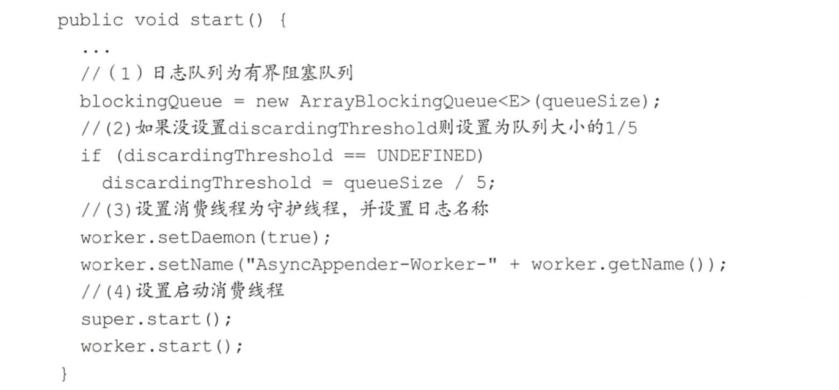 public void start() {
...
//（1）日志队列为有界阻塞队列
blockingQueue = new ArrayBlockingQueue<E>(queueSize);
//(2)如果没设置discardingThreshold则设置为队列大小的1/5
if (discardingThreshold == UNDEFINED)
discardingThreshold = queueSize / 5;
//(3)设置消费线程为守护线程，并设置日志名称
worker.setDaemon(true);
worker.setName("AsyncAppender-Worker-" + worker.getName());
//(4)设置启动消费线程
super.start();
worker.start();
}